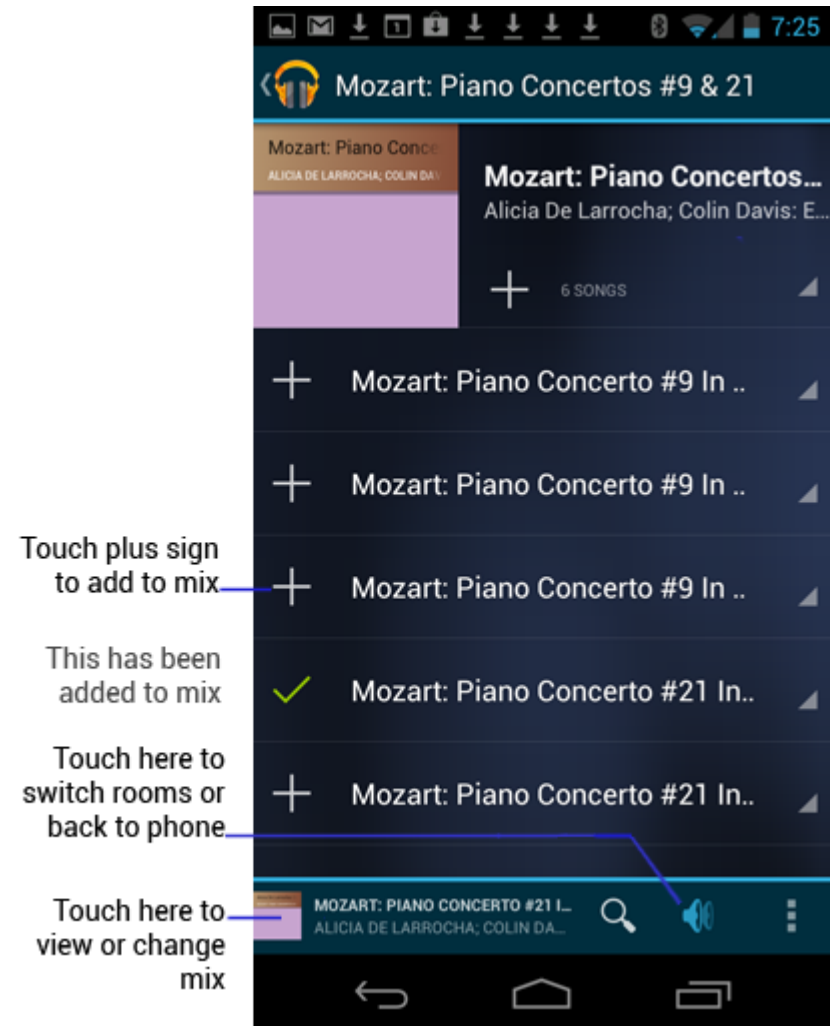 7:25
Mozart: Piano Concertos #9 & 21
Mozart: Piano Conce
ALICIA DE LARROCHA; COLIN DAV
Mozart: Piano Concertos...
Alicia De Larrocha; Colin Davis: E...
6 SONGS
Mozart: Piano Concerto #9 In ..
Mozart: Piano Concerto #9 In ..
Touch plus sign
to add to mix
Mozart: Piano Concerto #9 In ..
This has been
added to mix
Mozart: Piano Concerto #21 In..
Touch here to
switch rooms or
back to phone
Mozart: Piano Concerto #21 In..
Touch here to
view or change
mix
MOZART: PIANO CONCERTO #21 I...
ALICIA DE LARROCHA; COLIN DA...